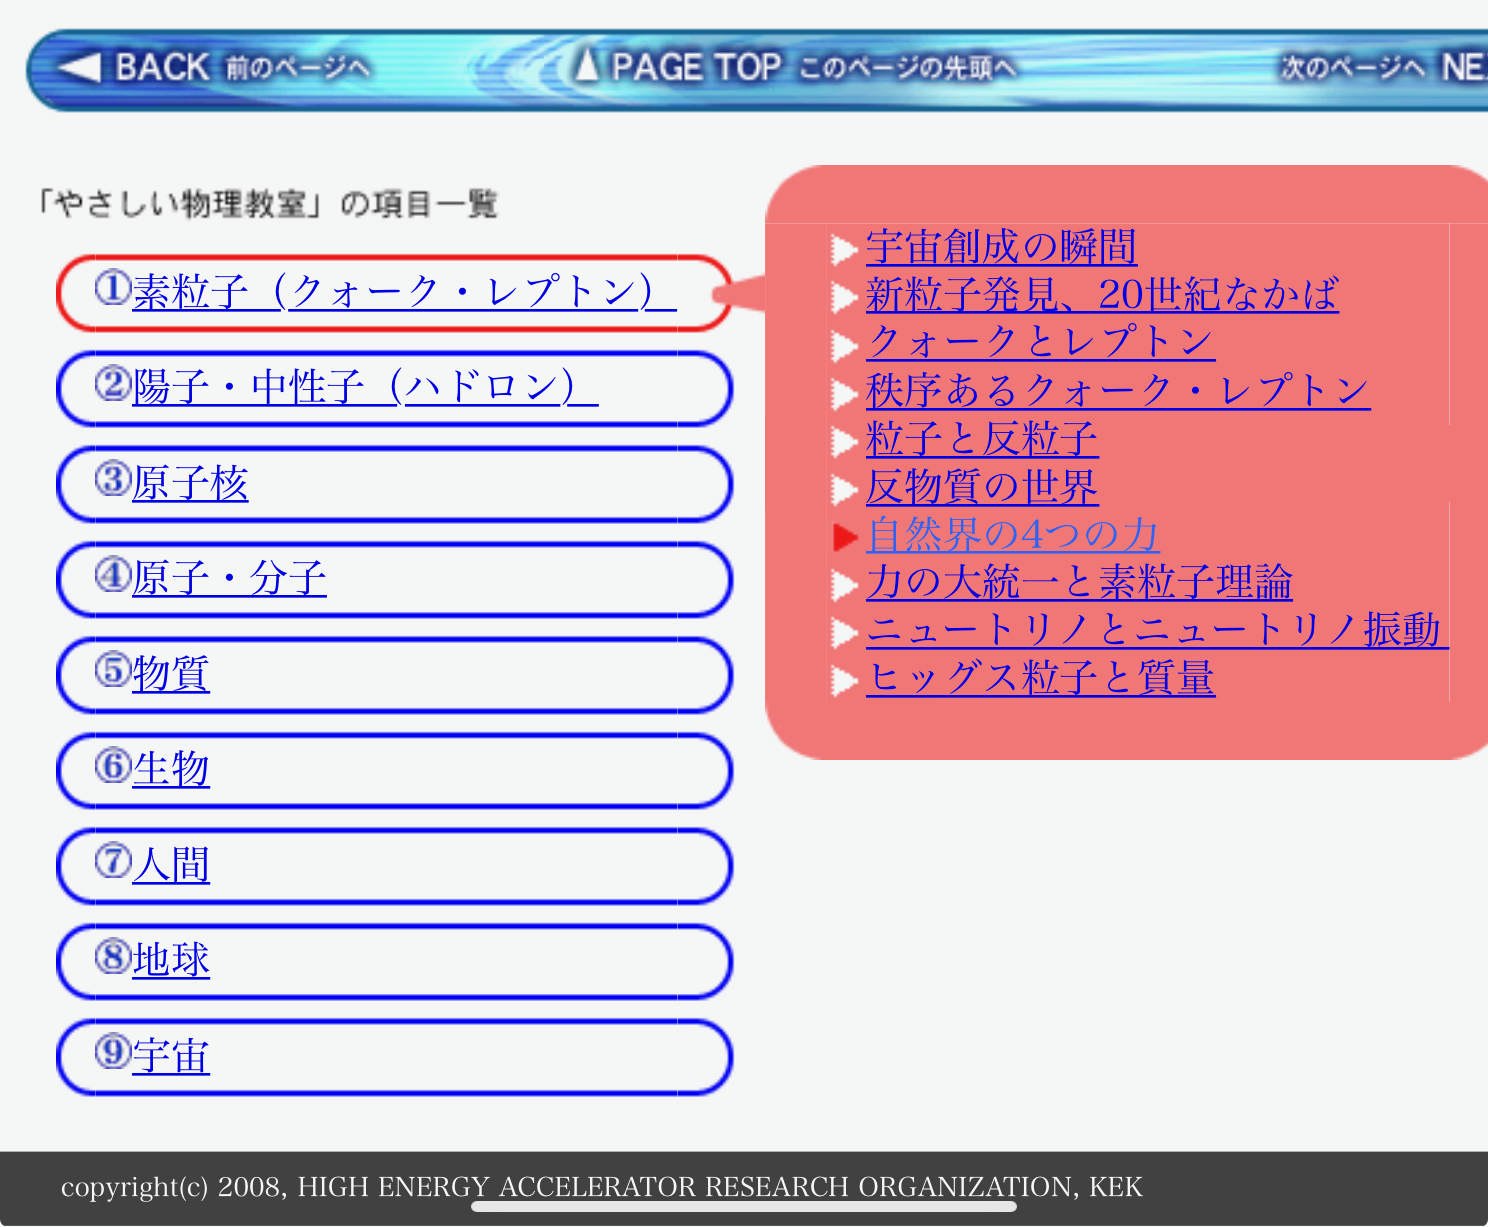 BACK 前のページへ
PAGE TOP このページの先頭へ
次のページへ
「やさしい物理教室」の項目一覧
①素粒子（クォーク・レプトン）
②陽子・中性子（ハドロン）
③原子核
④原子・分子
⑤物質
⑥生物
⑦人間
⑧地球
⑨宇宙
宇宙創成の瞬間
新粒子発見、20世紀なかば
クォークとレプトン
秩序あるクォーク・レプトン
粒子と反粒子
反物質の世界
自然界の4つの力
力の大統一と素粒子理論
ニュートリノとニュートリノ振動
ヒッグス粒子と質量
copyright(c) 2008, HIGH ENERGY ACCELERATOR RESEARCH ORGANIZATION, KEK